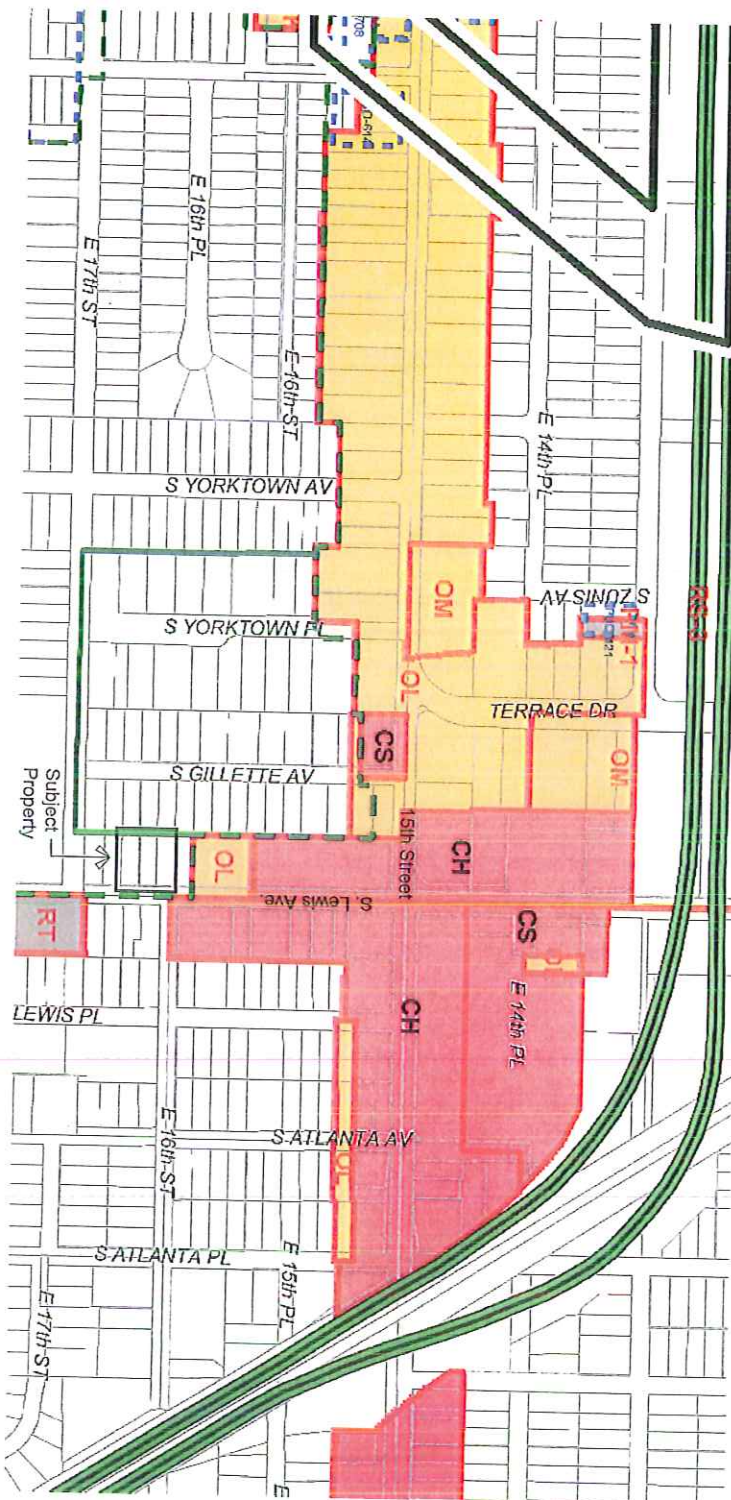 708
D-614
E 16th PL
E 17th ST
E 16th ST
E 14th PL
S YORKTOWN AV
S YORKTOWN PL
S GILLETTE AV
S ZUNIS AV
RS-3
OM
OL
TERRACE DR
OM
CS
15th Street
CH
Subject
Property
OL
S. Lewis Ave.
RT
CS
E 14th PL
LEWIS PL
CH
E 16th ST
S ATLANTA AV
OL
S ATLANTA PL
E 15th PL
E 17th ST
E